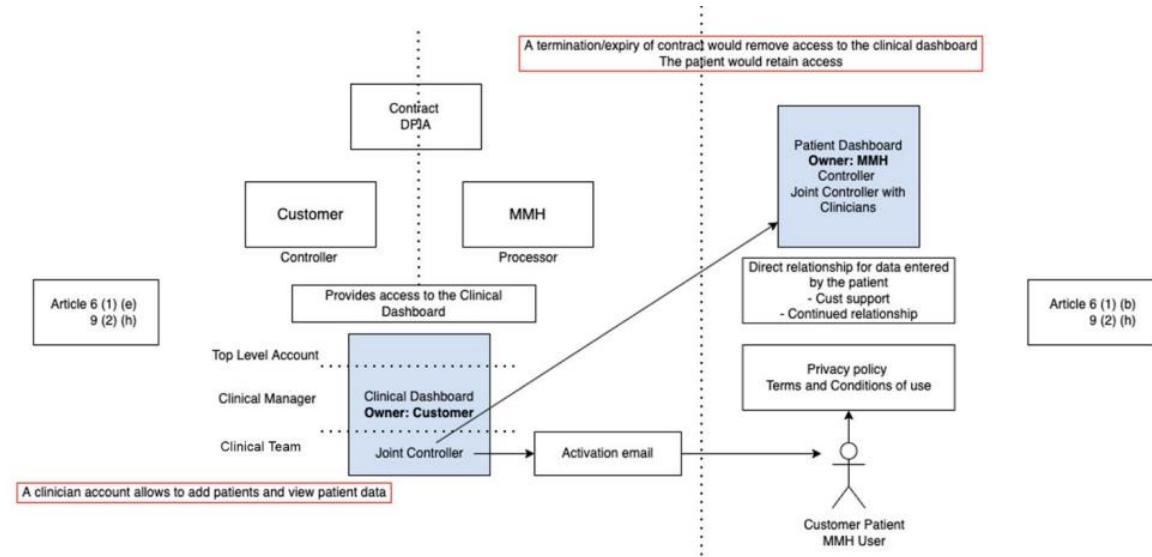 A termination/expiry of contract would remove access to the clinical dashboard
The patient would retain access
Contract
DPIA
Customer
Controller
MMH
Processor
Patient Dashboard
Owner: MMH
Controller
Joint Controller with
Clinicians
Direct relationship for data entered
by the patient
- Cust support
- Continued relationship
Article 6 (1) (e)
9 (2) (h)
Provides access to the Clinical
Dashboard
Article 6 (1) (b)
9 (2) (h)
Top Level Account
Clinical Manager
Clinical Team
Clinical Dashboard
Owner: Customer
Joint Controller
Activation email
Privacy policy
Terms and Conditions of use
A clinician account allows to add patients and view patient data
Customer Patient
MMH User